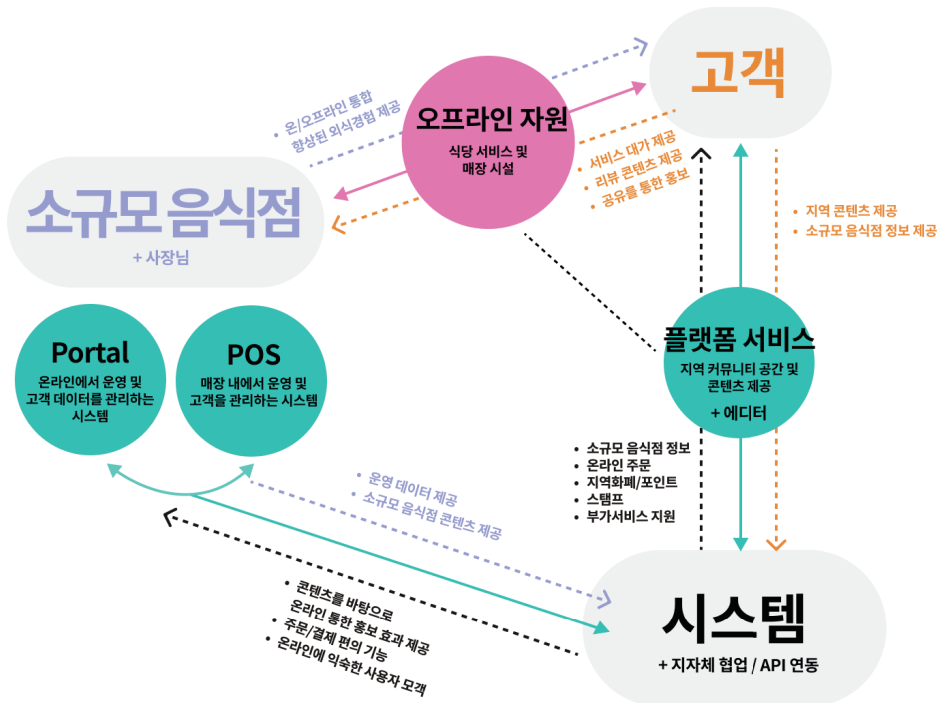 고객
오프라인 자원
식당 서비스 및
매장 시설
• 온/오프라인 통합
향상된 외식경험 제공
• 서비스 대가 제공
• 리뷰 콘텐츠 제공
• 공유를 통한 홍보
소규모 음식점
+ 사장님
• 지역 콘텐츠 제공
• 소규모 음식점 정보 제공
Portal
온라인에서 운영 및
고객 데이터를 관리하는
시스템
POS
매장 내에서 운영 및
고객을 관리하는 시스템
플랫폼 서비스
지역 커뮤니티 공간 및
콘텐츠 제공
+ 에디터
• 소규모 음식점 정보
• 온라인 주문
• 지역화폐/포인트
• 스탬프
• 부가서비스 지원
• 운영 데이터 제공
• 소규모 음식점 콘텐츠 제공
• 콘텐츠를 바탕으로
온라인 통한 홍보 효과 제공
• 주문/결제 편의 기능
• 온라인에 익숙한 사용자 모객
시스템
+ 지자체 협업 / API 연동